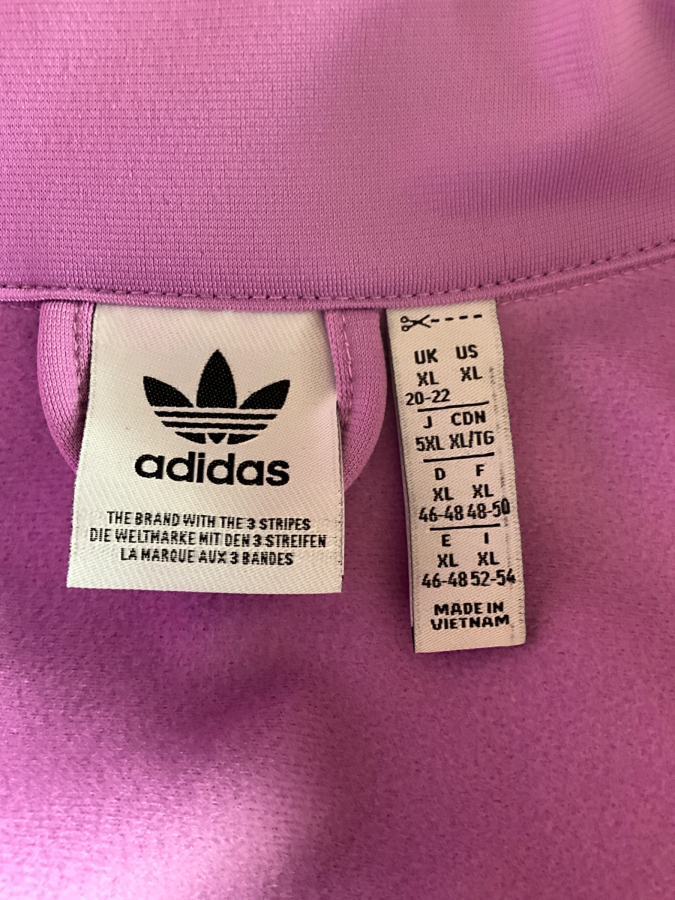 adidas
THE BRAND WITH THE 3 STRIPES
DIE WELTMARKE MIT DEN 3 STREIFEN
LA MARQUE AUX 3 BANDES
UK US
XL XL
20-22
J CDN
5XL XL/TG
D F
XL XL
46-48 48-50
E I
XL XL
46-48 52-54
MADE IN
VIETNAM